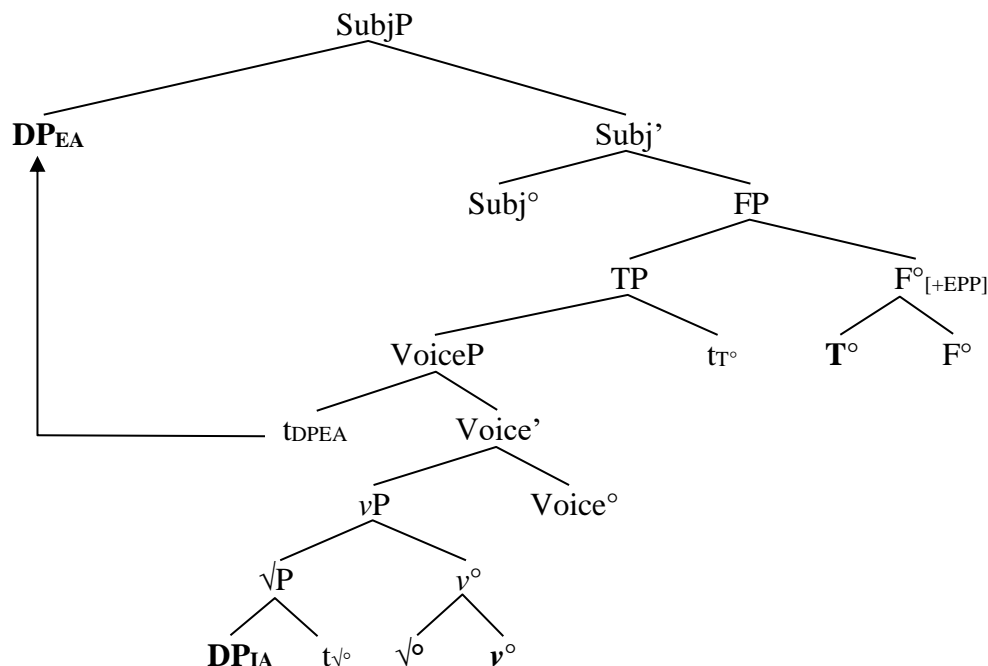 SubjP
DPEA Subj’
Subj° FP
TP F°[+EPP]
VoiceP tT° T° F°
tDPEA Voice’
vP Voice°
√P v°
DPIA t√° √° v°